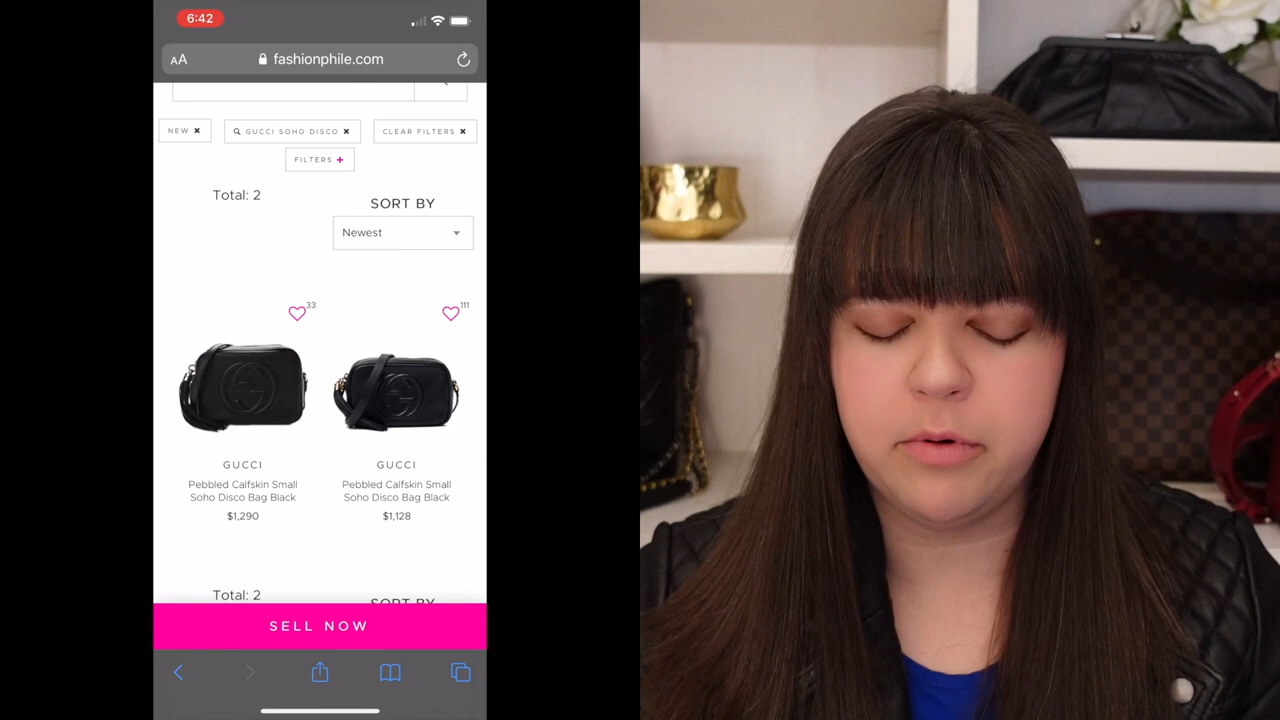 6:42
AA fashionphile.com
NEW × GUCCI SOHO DISCO × CLEAR FILTERS ×
FILTERS +
Total: 2
SORT BY
Newest
33 111
GUCCI GUCCI
Pebbled Calfskin Small Pebbled Calfskin Small
Soho Disco Bag Black Soho Disco Bag Black
$1,290 $1,128
Total: 2
SORT BY
SELL NOW